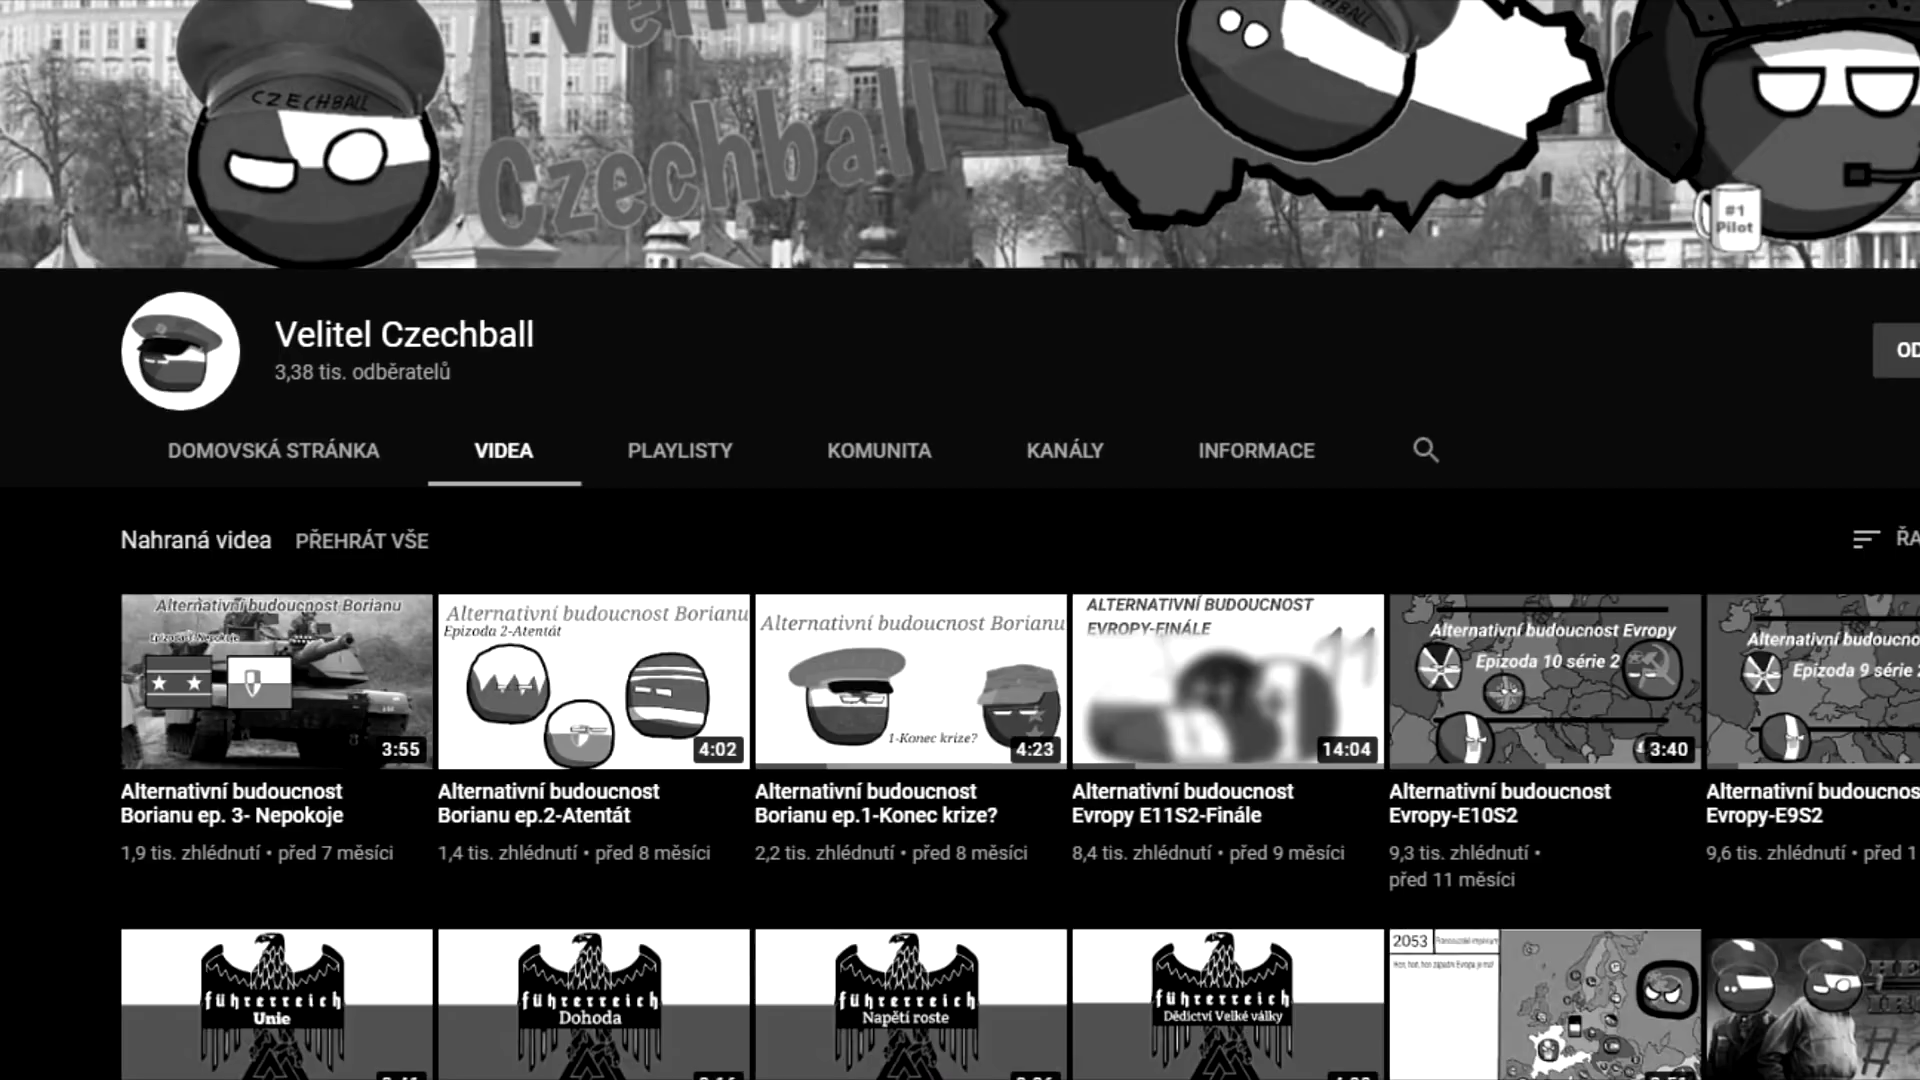 CZECHBALL
Czechball
#1
Pilot
Velitel Czechball
3,38 tis. odběratelů
OD
DOMOVSKÁ STRÁNKA
VIDEA
PLAYLISTY
KOMUNITA
KANÁLY
INFORMACE
Nahraná videa
PŘEHRÁT VŠE
ŘA
Alternativní budoucnost Borianu
3:55
Alternativní budoucnost Borianu
Epizoda 2-Atentát
4:02
Alternativní budoucnost Borianu
1-Konec krize?
4:23
ALTERNATIVNÍ BUDOUCNOST
EVROPY-FINÁLE
11
14:04
Alternativní budoucnost Evropy
Epizoda 10 série 2
3:40
Alternativní budoucno
Epizoda 9 série 2
Alternativní budoucnost
Borianu ep. 3- Nepokoje
1,9 tis. zhlédnutí • před 7 měsíci
Alternativní budoucnost
Borianu ep.2-Atentát
1,4 tis. zhlédnutí • před 8 měsíci
Alternativní budoucnost
Borianu ep.1-Konec krize?
2,2 tis. zhlédnutí • před 8 měsíci
Alternativní budoucnost
Evropy E11S2-Finále
8,4 tis. zhlédnutí • před 9 měsíci
Alternativní budoucnost
Evropy-E10S2
9,3 tis. zhlédnutí •
před 11 měsíci
Alternativní budoucnos
Evropy-E9S2
9,6 tis. zhlédnutí • před 1
führerreich
Unie
führerreich
Dohoda
führerreich
Napětí roste
führerreich
Dědictví Velké války
2053